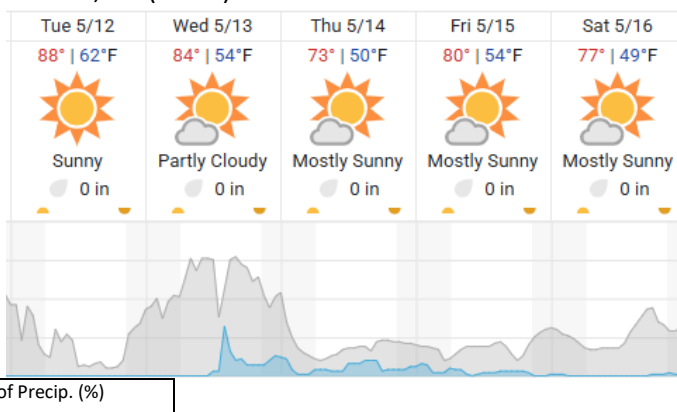 Tue 5/12 Wed 5/13 Thu 5/14 Fri 5/15 Sat 5/16
88° | 62°F 84° | 54°F 73° | 50°F 80° | 54°F 77° | 49°F
Sunny Partly Cloudy Mostly Sunny Mostly Sunny Mostly Sunny
0 in 0 in 0 in 0 in 0 in
of Precip. (%)